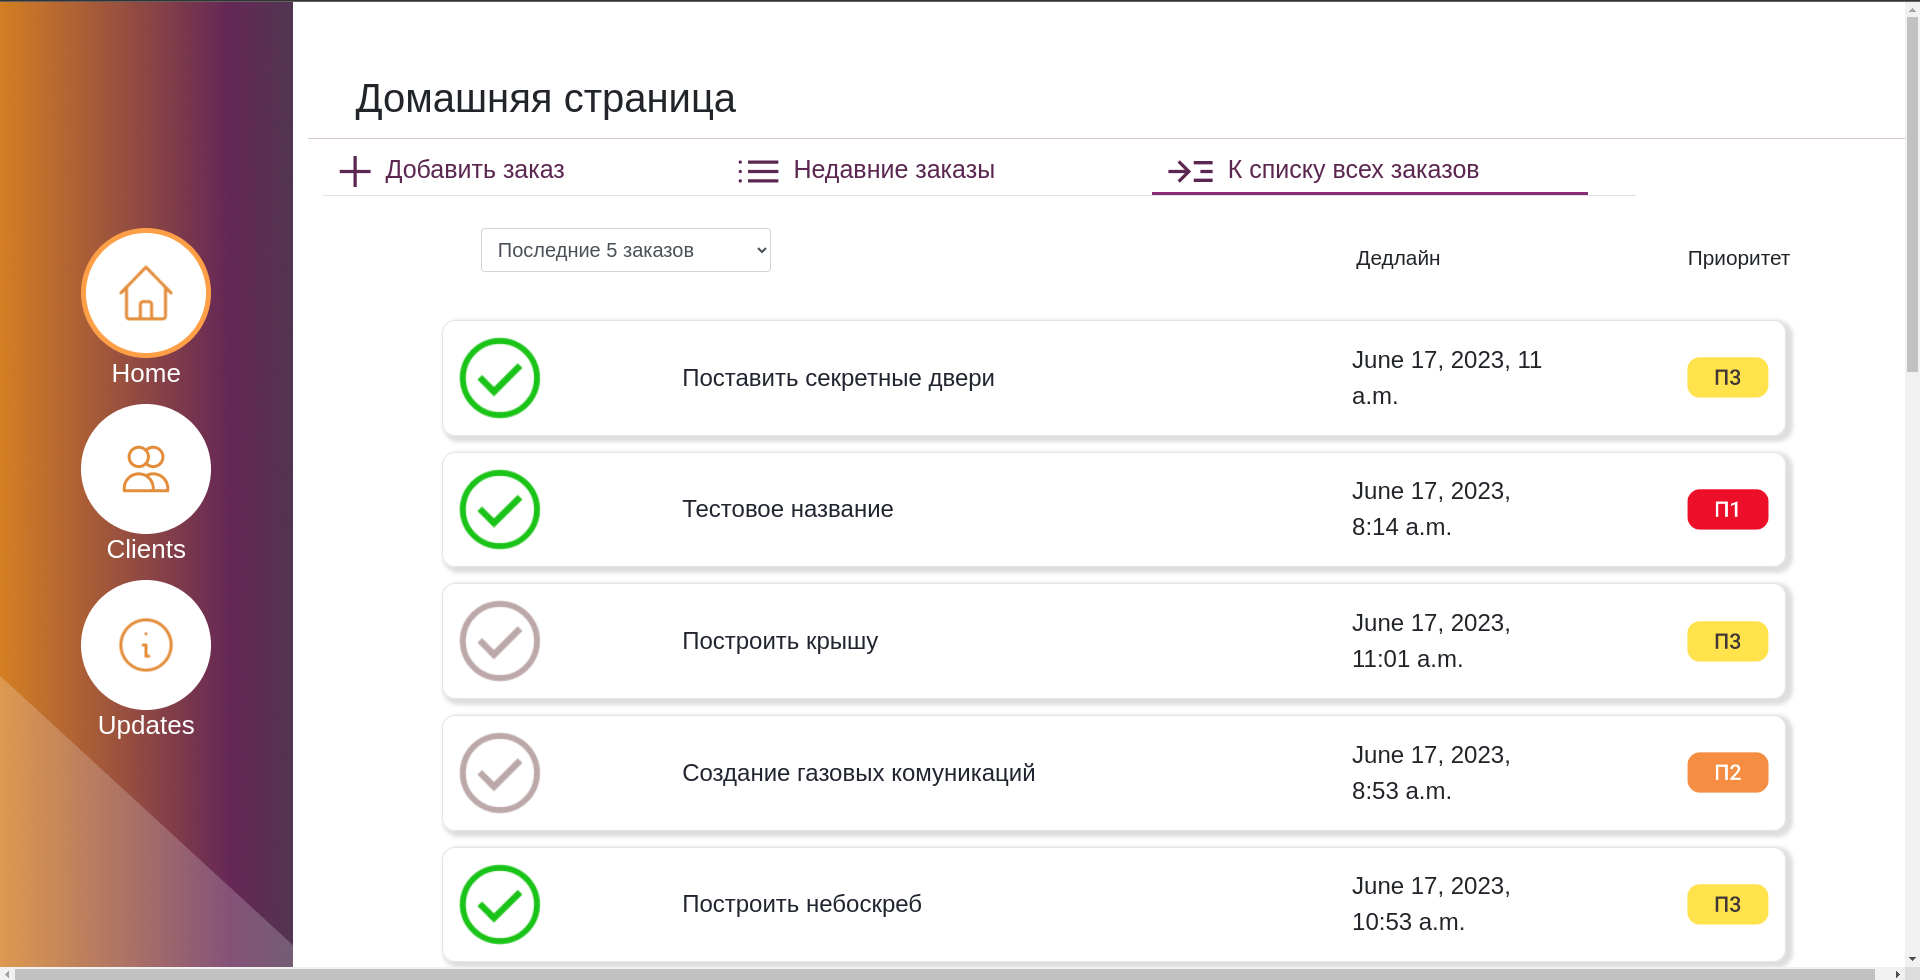 Домашняя страница
Добавить заказ
Недавние заказы
К списку всех заказов
Последние 5 заказов
Дедлайн
Приоритет
Home
Clients
Updates
Поставить секретные двери
June 17, 2023, 11
a.m.
П3
Тестовое название
June 17, 2023,
8:14 a.m.
П1
Построить крышу
June 17, 2023,
11:01 a.m.
П3
Создание газовых комуникаций
June 17, 2023,
8:53 a.m.
П2
Построить небоскреб
June 17, 2023,
10:53 a.m.
П3